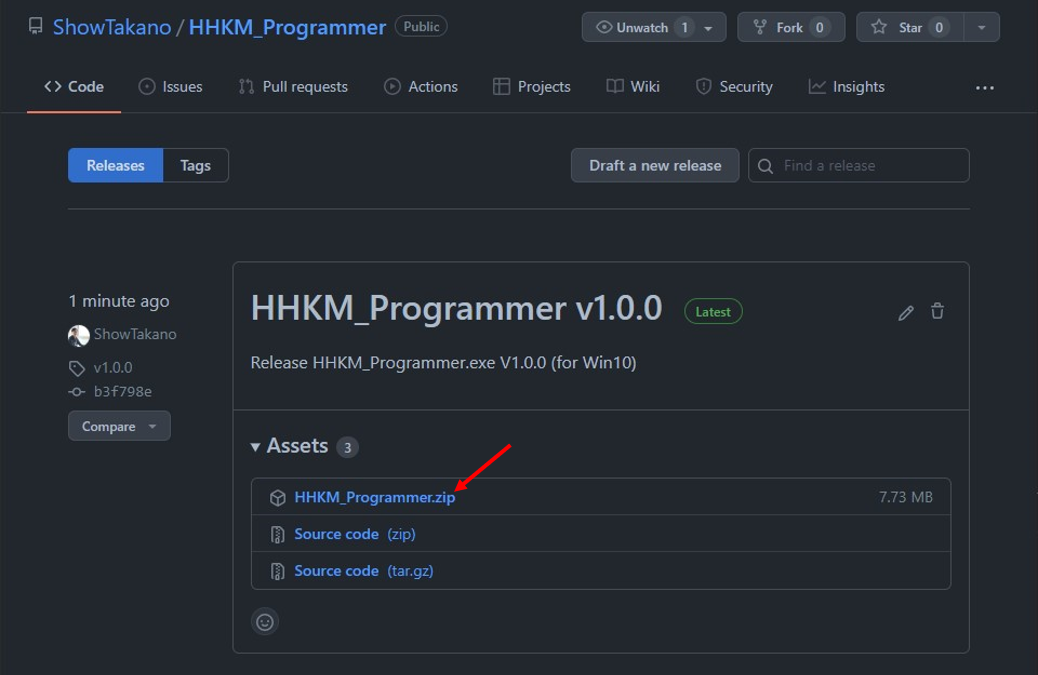 ShowTakano / HHKM_Programmer Public Unwatch 1 Fork 0 Star 0
Code Issues Pull requests Actions Projects Wiki Security Insights ...
Releases Tags Draft a new release Find a release
1 minute ago
ShowTakano
v1.0.0
b3f798e
Compare
HHKM_Programmer v1.0.0 Latest
Release HHKM_Programmer.exe V1.0.0 (for Win10)
Assets 3
HHKM_Programmer.zip 7.73 MB
Source code (zip)
Source code (tar.gz)